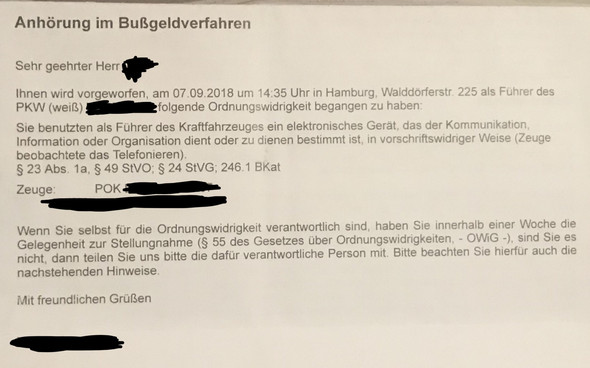 Anhörung im Bußgeldverfahren
Sehr geehrter Herr
Ihnen wird vorgeworfen, am 07.09.2018 um 14:35 Uhr in Hamburg, Walddörferstr. 225 als Führer des
PKW (weiß) folgende Ordnungswidrigkeit begangen zu haben:
Sie benutzten als Führer des Kraftfahrzeuges ein elektronisches Gerät, das der Kommunikation,
Information oder Organisation dient oder zu dienen bestimmt ist, in vorschriftswidriger Weise (Zeuge
beobachtete das Telefonieren).
§ 23 Abs. 1a, § 49 StVO; § 24 StVG; 246.1 BKat
Zeuge: POK
Wenn Sie selbst für die Ordnungswidrigkeit verantwortlich sind, haben Sie innerhalb einer Woche die
Gelegenheit zur Stellungnahme (§ 55 des Gesetzes über Ordnungswidrigkeiten, - OWiG -), sind Sie es
nicht, dann teilen Sie uns bitte die dafür verantwortliche Person mit. Bitte beachten Sie hierfür auch die
nachstehenden Hinweise.
Mit freundlichen Grüßen